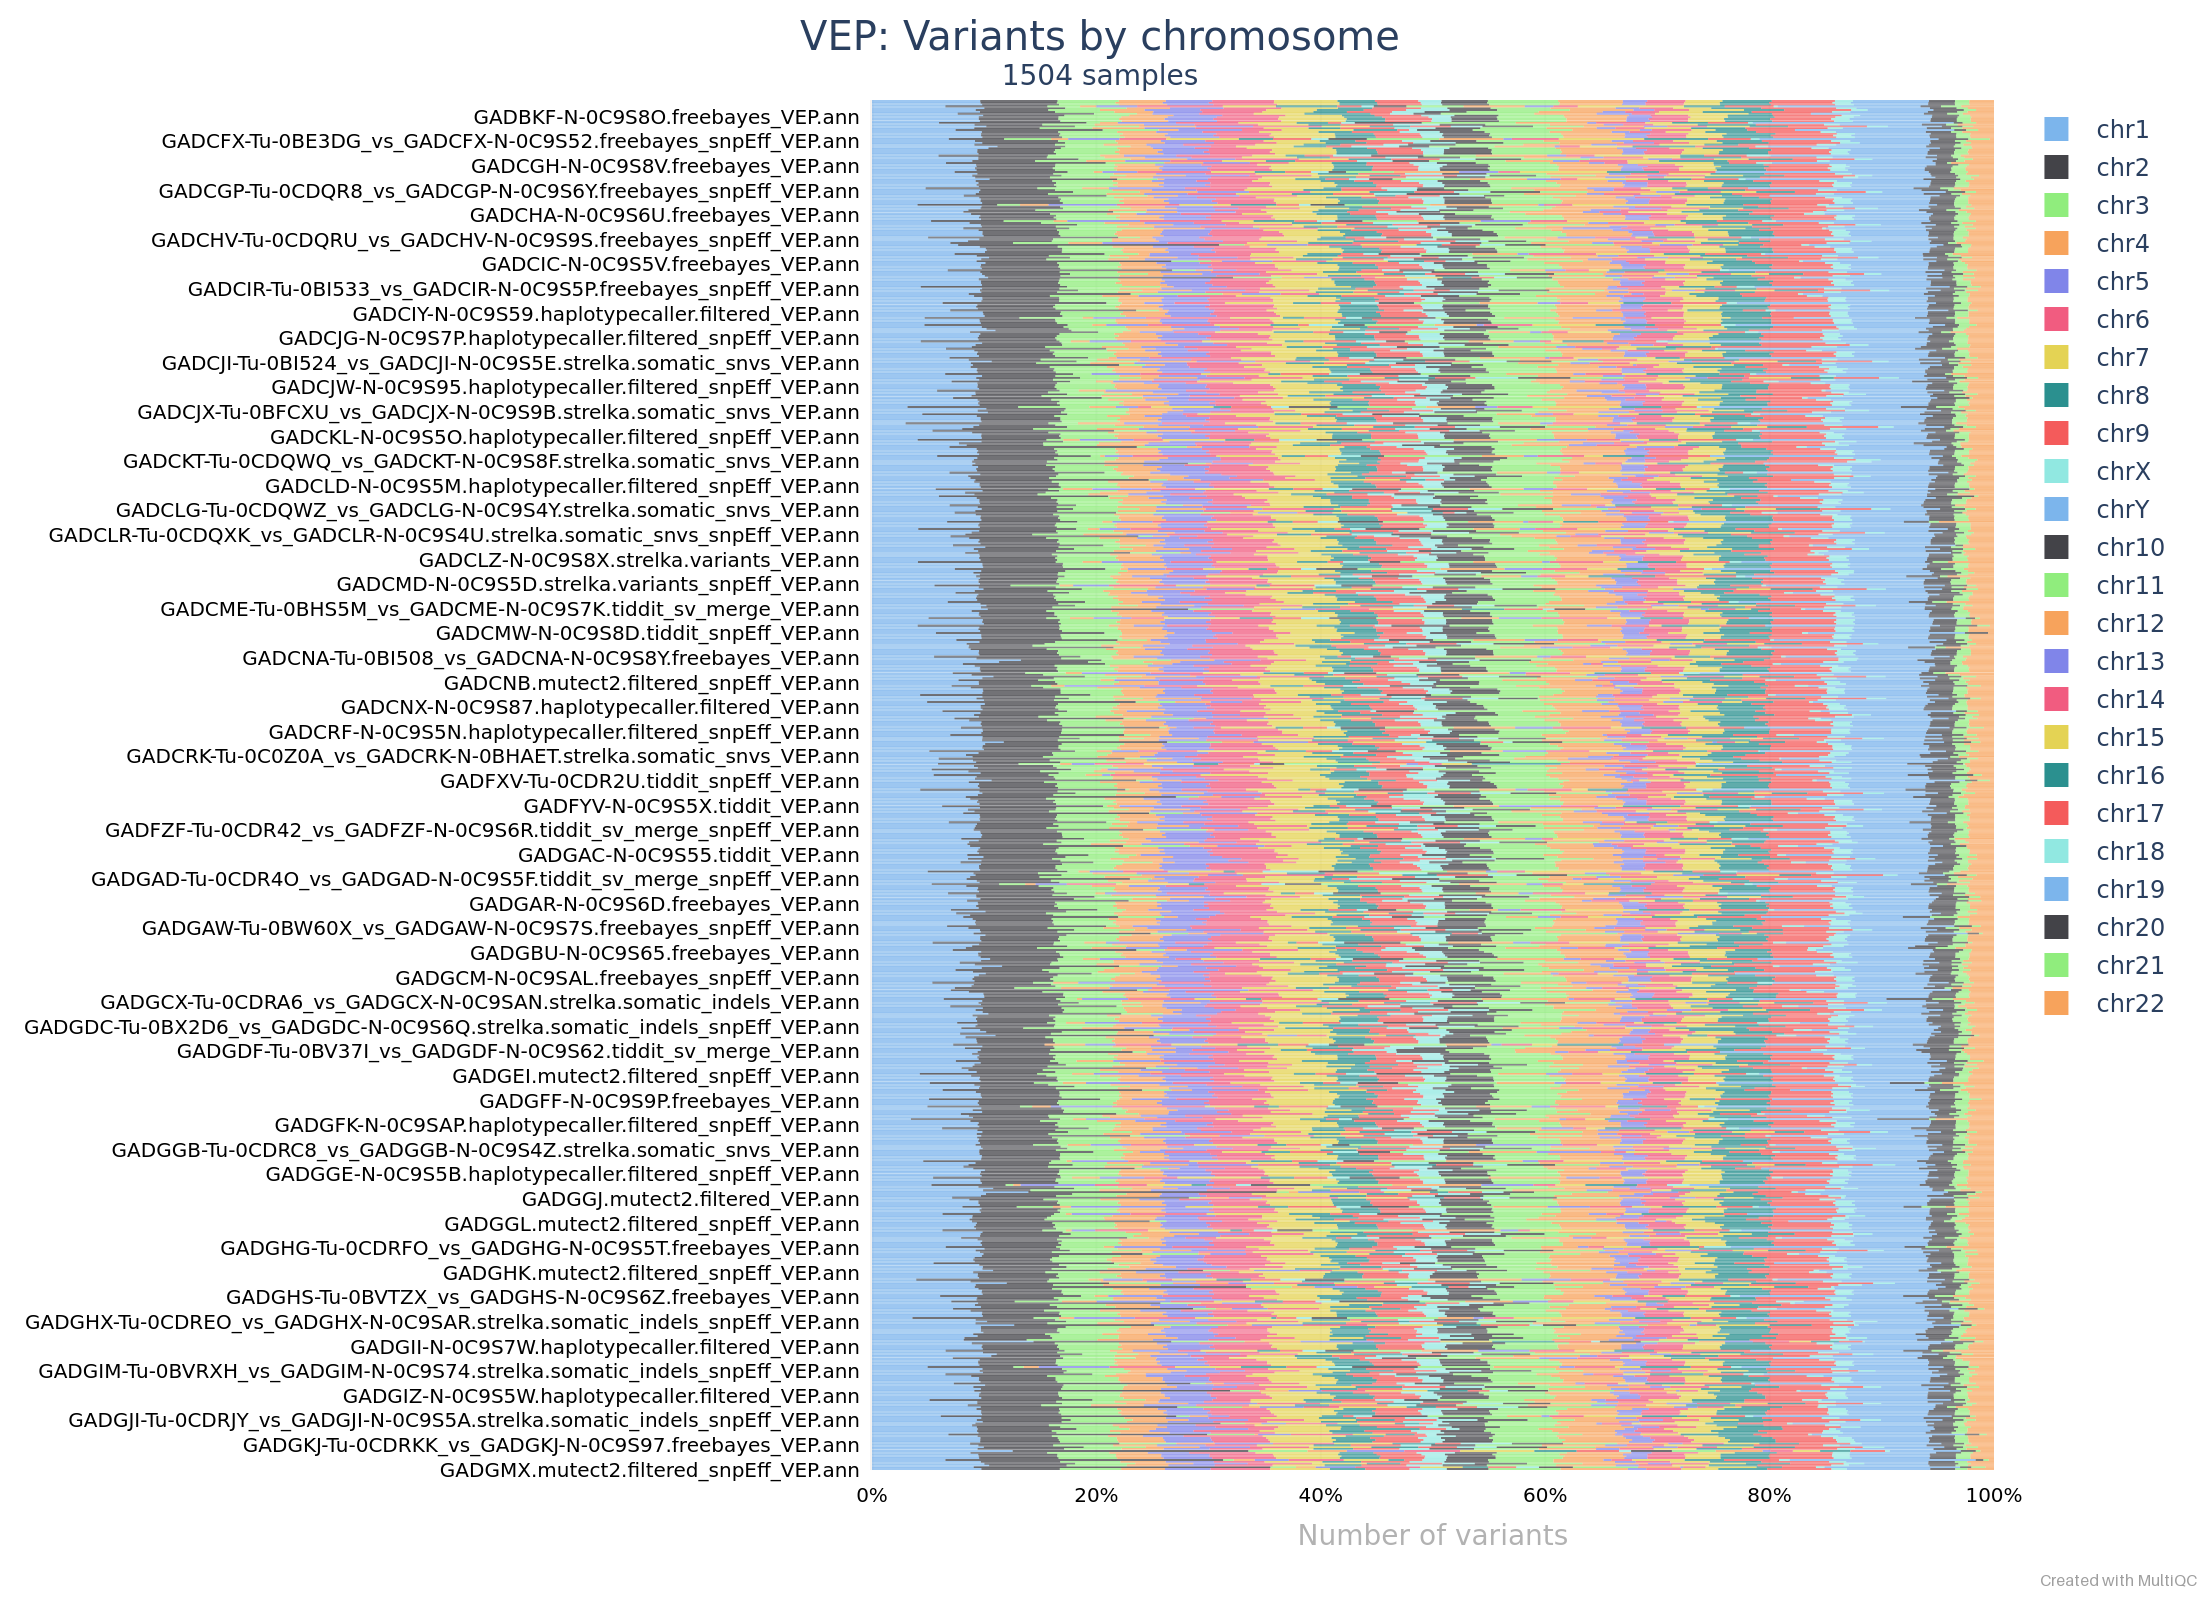 VEP: Variants by chromosome
1504 samples
GADBKF-N-0C9S8O.freebayes_VEP.ann
GADCFX-Tu-0BE3DG_vs_GADCFX-N-0C9S52.freebayes_snpEff_VEP.ann
GADCGH-N-0C9S8V.freebayes_VEP.ann
GADCGP-Tu-0CDQR8_vs_GADCGP-N-0C9S6Y.freebayes_snpEff_VEP.ann
GADCHA-N-0C9S6U.freebayes_VEP.ann
GADCHV-Tu-0CDQRU_vs_GADCHV-N-0C9S9S.freebayes_snpEff_VEP.ann
GADCIC-N-0C9S5V.freebayes_VEP.ann
GADCIR-Tu-0BI533_vs_GADCIR-N-0C9S5P.freebayes_snpEff_VEP.ann
GADCIY-N-0C9S59.haplotypecaller.filtered_VEP.ann
GADCJG-N-0C9S7P.haplotypecaller.filtered_snpEff_VEP.ann
GADCJI-Tu-0BI524_vs_GADCJI-N-0C9S5E.strelka.somatic_snvs_VEP.ann
GADCJW-N-0C9S95.haplotypecaller.filtered_snpEff_VEP.ann
GADCJX-Tu-0BFCXU_vs_GADCJX-N-0C9S9B.strelka.somatic_snvs_VEP.ann
GADCKL-N-0C9S5O.haplotypecaller.filtered_snpEff_VEP.ann
GADCKT-Tu-0CDQWQ_vs_GADCKT-N-0C9S8F.strelka.somatic_snvs_VEP.ann
GADCLD-N-0C9S5M.haplotypecaller.filtered_snpEff_VEP.ann
GADCLG-Tu-0CDQWZ_vs_GADCLG-N-0C9S4Y.strelka.somatic_snvs_VEP.ann
GADCLR-Tu-0CDQXK_vs_GADCLR-N-0C9S4U.strelka.somatic_snvs_snpEff_VEP.ann
GADCLZ-N-0C9S8X.strelka.variants_VEP.ann
GADCMD-N-0C9S5D.strelka.variants_snpEff_VEP.ann
GADCME-Tu-0BHS5M_vs_GADCME-N-0C9S7K.tiddit_sv_merge_VEP.ann
GADCMW-N-0C9S8D.tiddit_snpEff_VEP.ann
GADCNA-Tu-0BI508_vs_GADCNA-N-0C9S8Y.freebayes_VEP.ann
GADCNB.mutect2.filtered_snpEff_VEP.ann
GADCNX-N-0C9S87.haplotypecaller.filtered_VEP.ann
GADCRF-N-0C9S5N.haplotypecaller.filtered_snpEff_VEP.ann
GADCRK-Tu-0C0Z0A_vs_GADCRK-N-0BHAET.strelka.somatic_snvs_VEP.ann
GADFXV-Tu-0CDR2U.tiddit_snpEff_VEP.ann
GADFYV-N-0C9S5X.tiddit_VEP.ann
GADFZF-Tu-0CDR42_vs_GADFZF-N-0C9S6R.tiddit_sv_merge_snpEff_VEP.ann
GADGAC-N-0C9S55.tiddit_VEP.ann
GADGAD-Tu-0CDR4O_vs_GADGAD-N-0C9S5F.tiddit_sv_merge_snpEff_VEP.ann
GADGAR-N-0C9S6D.freebayes_VEP.ann
GADGAW-Tu-0BW60X_vs_GADGAW-N-0C9S7S.freebayes_snpEff_VEP.ann
GADGBU-N-0C9S65.freebayes_VEP.ann
GADGCM-N-0C9SAL.freebayes_snpEff_VEP.ann
GADGCX-Tu-0CDRA6_vs_GADGCX-N-0C9SAN.strelka.somatic_indels_VEP.ann
GADGDC-Tu-0BX2D6_vs_GADGDC-N-0C9S6Q.strelka.somatic_indels_snpEff_VEP.ann
GADGDF-Tu-0BV37I_vs_GADGDF-N-0C9S62.tiddit_sv_merge_VEP.ann
GADGEI.mutect2.filtered_snpEff_VEP.ann
GADGFF-N-0C9S9P.freebayes_VEP.ann
GADGFK-N-0C9SAP.haplotypecaller.filtered_snpEff_VEP.ann
GADGGB-Tu-0CDRC8_vs_GADGGB-N-0C9S4Z.strelka.somatic_snvs_VEP.ann
GADGGE-N-0C9S5B.haplotypecaller.filtered_snpEff_VEP.ann
GADGGJ.mutect2.filtered_VEP.ann
GADGGL.mutect2.filtered_snpEff_VEP.ann
GADGHG-Tu-0CDRFO_vs_GADGHG-N-0C9S5T.freebayes_VEP.ann
GADGHK.mutect2.filtered_snpEff_VEP.ann
GADGHS-Tu-0BVTZX_vs_GADGHS-N-0C9S6Z.freebayes_VEP.ann
GADGHX-Tu-0CDREO_vs_GADGHX-N-0C9SAR.strelka.somatic_indels_snpEff_VEP.ann
GADGII-N-0C9S7W.haplotypecaller.filtered_VEP.ann
GADGIM-Tu-0BVRXH_vs_GADGIM-N-0C9S74.strelka.somatic_indels_snpEff_VEP.ann
GADGIZ-N-0C9S5W.haplotypecaller.filtered_VEP.ann
GADGJI-Tu-0CDRJY_vs_GADGJI-N-0C9S5A.strelka.somatic_indels_snpEff_VEP.ann
GADGKJ-Tu-0CDRKK_vs_GADGKJ-N-0C9S97.freebayes_VEP.ann
GADGMX.mutect2.filtered_snpEff_VEP.ann
0% 20% 40% 60% 80% 100%
Number of variants
chr1
chr2
chr3
chr4
chr5
chr6
chr7
chr8
chr9
chrX
chrY
chr10
chr11
chr12
chr13
chr14
chr15
chr16
chr17
chr18
chr19
chr20
chr21
chr22
Created with MultiQC